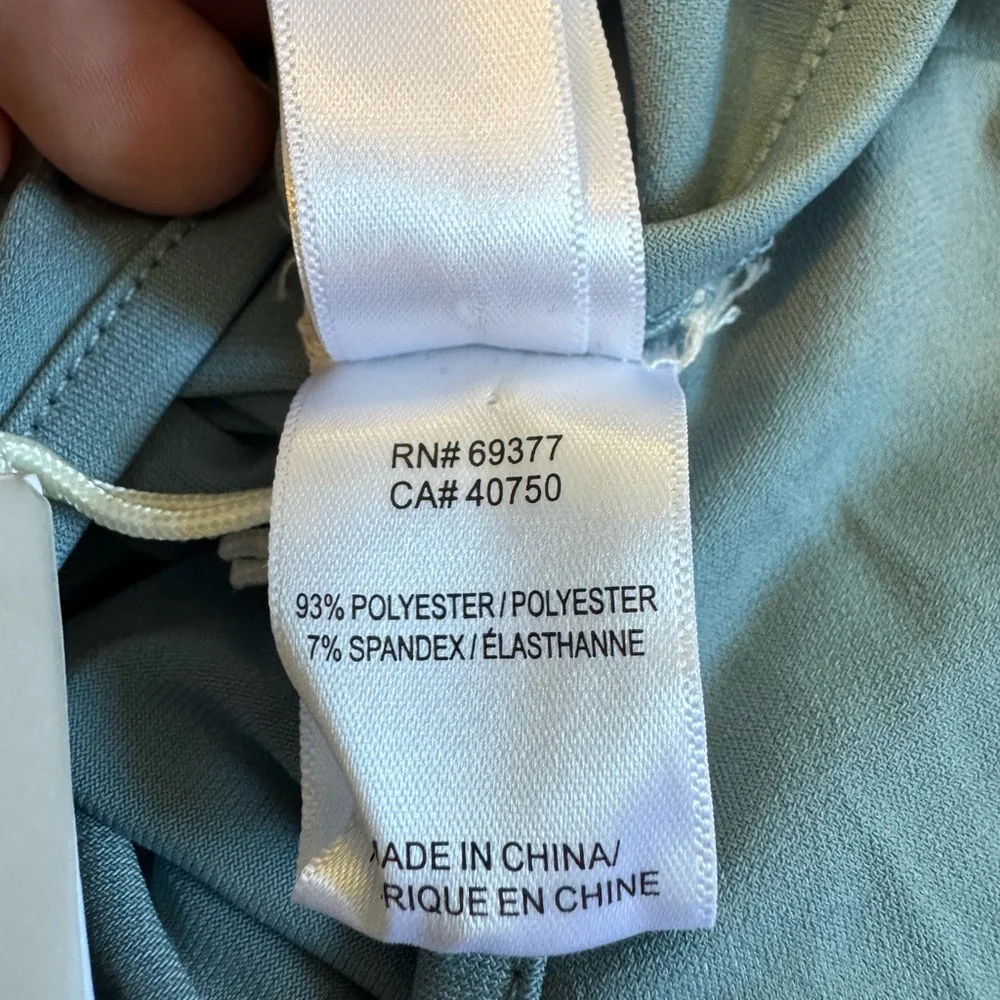 RN# 69377
CA# 40750
93% POLYESTER / POLYESTER
7% SPANDEX / ÉLASTHANNE
ADE IN CHINA/
RIQUE EN CHINE